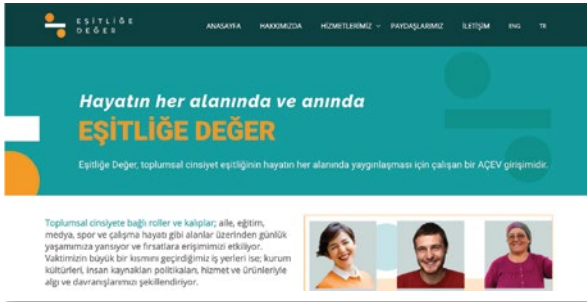 EŞİTLİĞE
DEĞER
ANASAYFA HAKKIMIZDA HİZMETLERİMİZ PAYDAŞLARIMIZ İLETİŞİM ENG TR
Hayatın her alanında ve anında
EŞİTLİĞE DEĞER
Eşitliğe Değer, toplumsal cinsiyet eşitliğinin hayatın her alanında yaygınlaşması için çalışan bir AÇEV girişimidir.
Toplumsal cinsiyete bağlı roller ve kalıplar; aile, eğitim,
medya, spor ve çalışma hayatı gibi alanlar üzerinden günlük
yaşamımıza yansıyor ve fırsatlara erişimimizi etkiliyor.
Vaktimizin büyük bir kısmını geçirdiğimiz iş yerleri ise; kurum
kültürleri, insan kaynakları politikaları, hizmet ve ürünleriyle
algı ve davranışlarımızı şekillendiriyor.